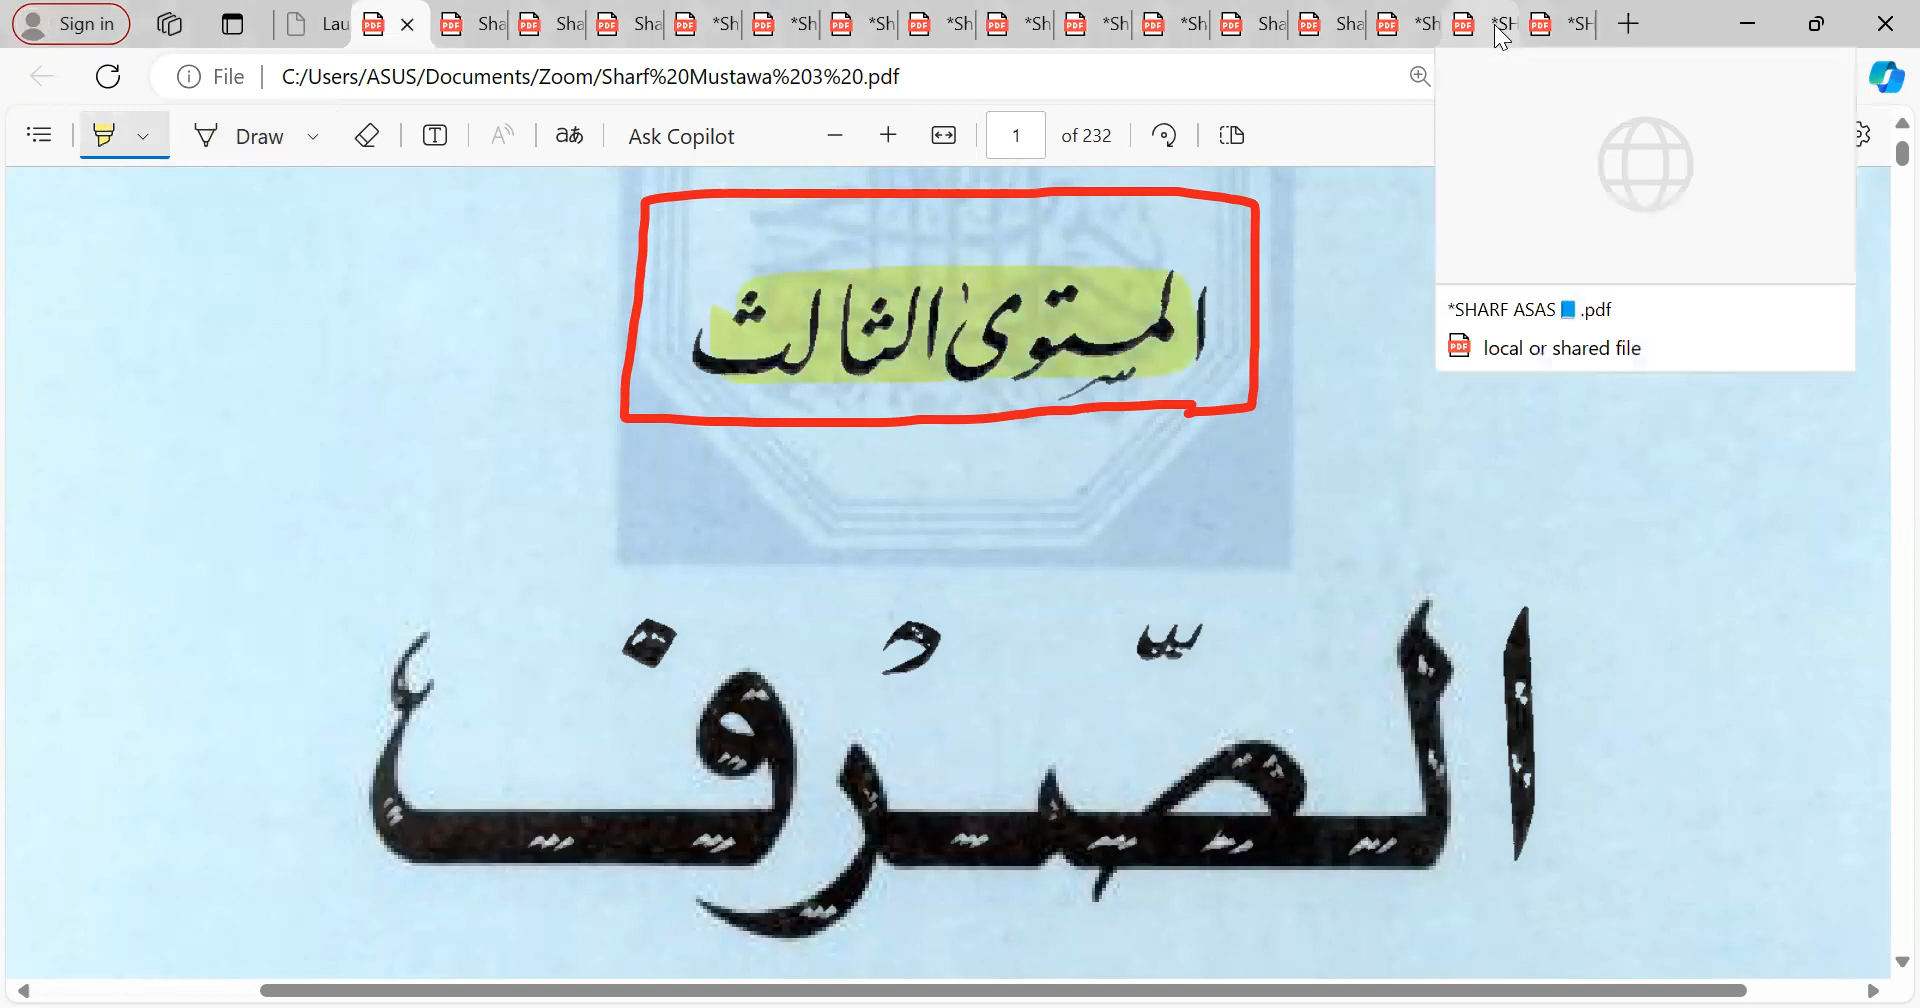 Sign in
Lau
Sha
Sha
Sha
*Sh
*Sh
*Sh
*Sh
*Sh
*Sh
*Sh
Sha
Sha
*Sh
*SH
*SH
File
C:/Users/ASUS/Documents/Zoom/Sharf%20Mustawa%203%20.pdf
Draw
aあ
Ask Copilot
1
of 232
*SHARF ASAS📘.pdf
local or shared file
المستوى الثالث
الصرف